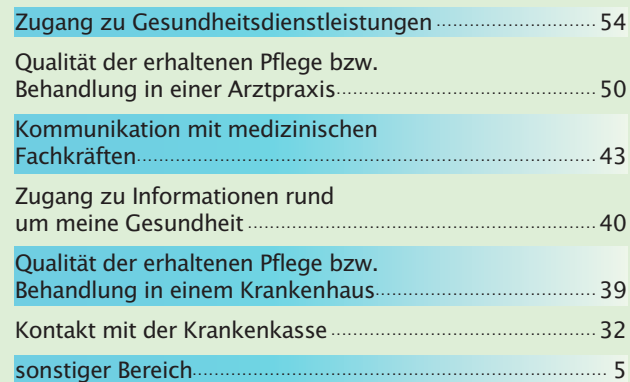 Zugang zu Gesundheitsdienstleistungen 54
Qualität der erhaltenen Pflege bzw.
Behandlung in einer Arztpraxis 50
Kommunikation mit medizinischen
Fachkräften 43
Zugang zu Informationen rund
um meine Gesundheit 40
Qualität der erhaltenen Pflege bzw.
Behandlung in einem Krankenhaus 39
Kontakt mit der Krankenkasse 32
sonstiger Bereich 5